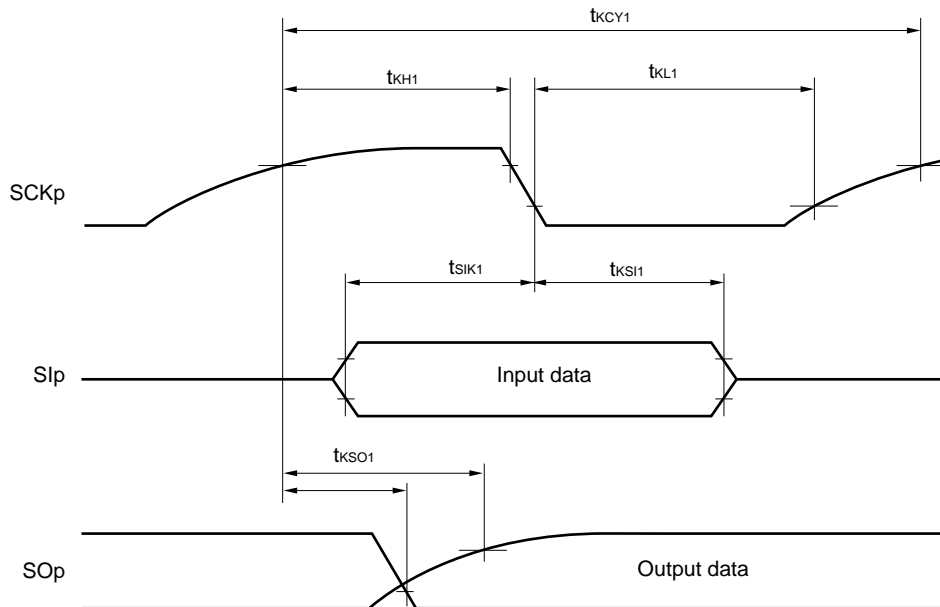 tKCY1
tKH1
tKL1
SCKp
tSIK1
tKSI1
SIp
Input data
tKSO1
SOp
Output data